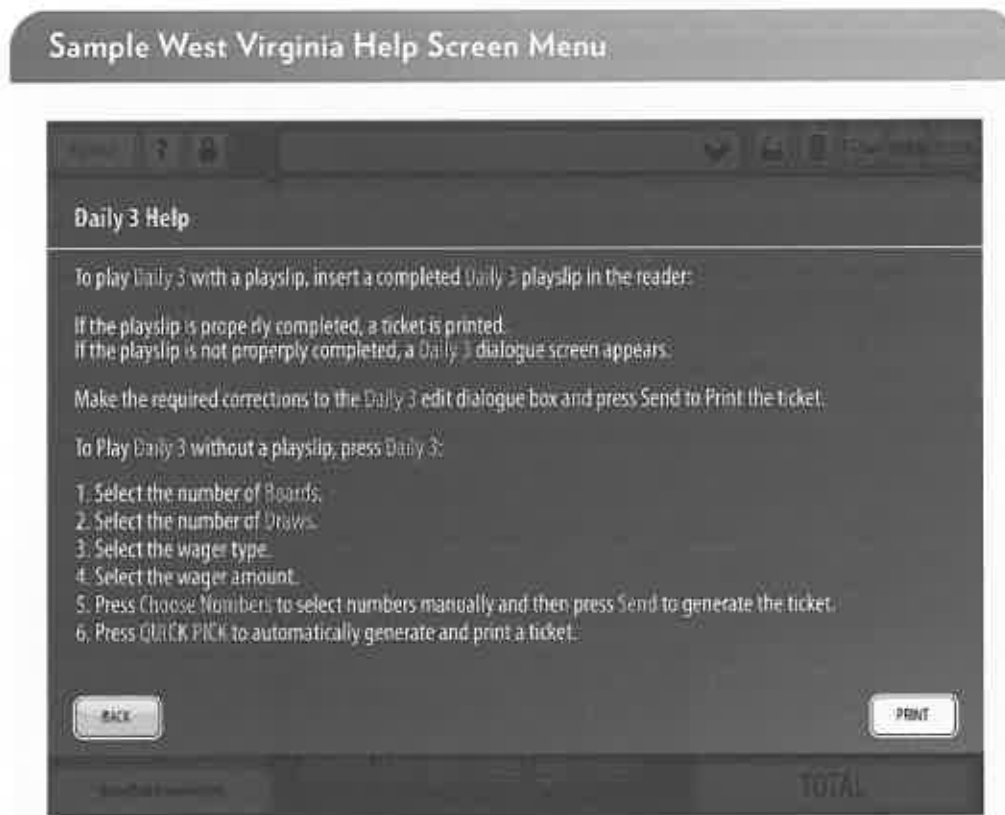 Sample West Virginia Help Screen Menu
?
Daily 3 Help
To play Daily 3 with a playslip, insert a completed Daily 3 playslip in the reader:
If the playslip is properly completed, a ticket is printed.
If the playslip is not properply completed, a Daily 3 dialogue screen appears.
Make the required corrections to the Daily 3 edit dialogue box and press Send to Print the ticket.
To Play Daily 3 without a playslip, press Daily 3:
1. Select the number of Boards.
2. Select the number of Draws.
3. Select the wager type.
4. Select the wager amount.
5. Press Choose Numbers to select numbers manually and then press Send to generate the ticket.
6. Press QUICK PICK to automatically generate and print a ticket.
BACK
PRINT
TOTAL